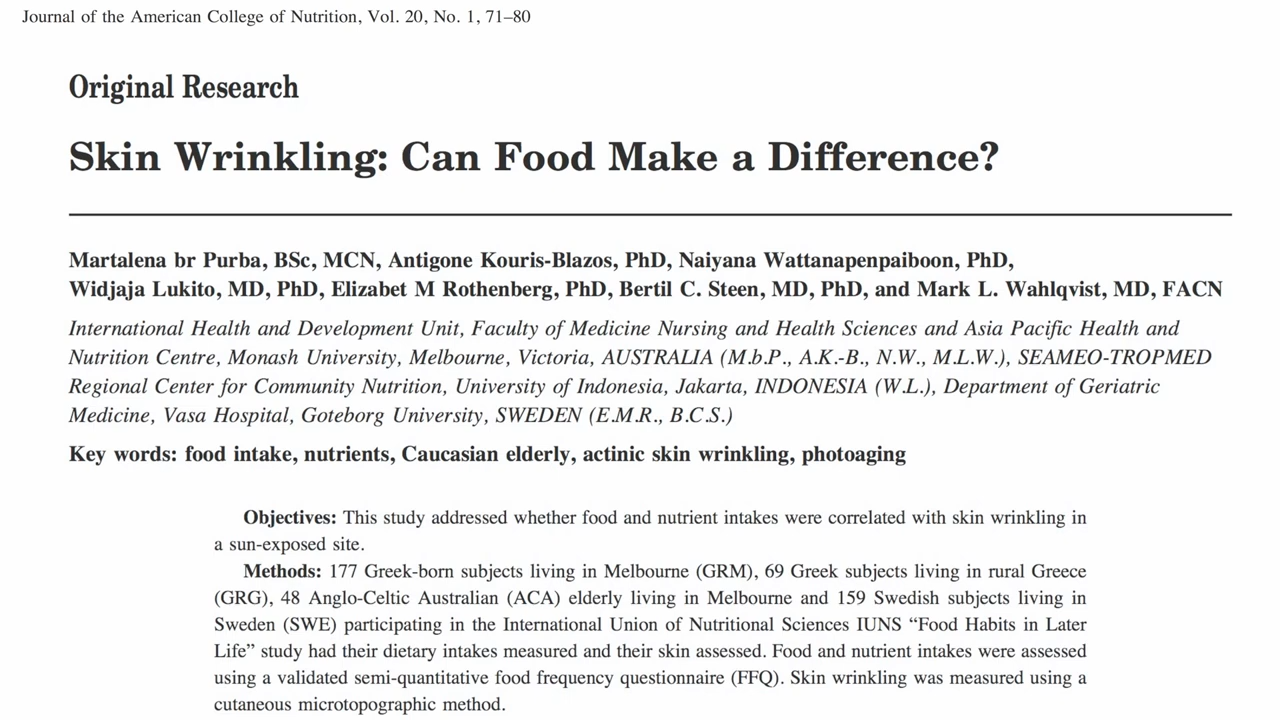 Journal of the American College of Nutrition, Vol. 20, No. 1, 71–80
Original Research
Skin Wrinkling: Can Food Make a Difference?
Martalena br Purba, BSc, MCN, Antigone Kouris-Blazos, PhD, Naiyana Wattanapenpaiboon, PhD,
Widjaja Lukito, MD, PhD, Elizabet M Rothenberg, PhD, Bertil C. Steen, MD, PhD, and Mark L. Wahlqvist, MD, FACN
International Health and Development Unit, Faculty of Medicine Nursing and Health Sciences and Asia Pacific Health and
Nutrition Centre, Monash University, Melbourne, Victoria, AUSTRALIA (M.b.P., A.K.-B., N.W., M.L.W.), SEAMEO-TROPMED
Regional Center for Community Nutrition, University of Indonesia, Jakarta, INDONESIA (W.L.), Department of Geriatric
Medicine, Vasa Hospital, Goteborg University, SWEDEN (E.M.R., B.C.S.)
Key words: food intake, nutrients, Caucasian elderly, actinic skin wrinkling, photoaging
Objectives: This study addressed whether food and nutrient intakes were correlated with skin wrinkling in
a sun-exposed site.
Methods: 177 Greek-born subjects living in Melbourne (GRM), 69 Greek subjects living in rural Greece
(GRG), 48 Anglo-Celtic Australian (ACA) elderly living in Melbourne and 159 Swedish subjects living in
Sweden (SWE) participating in the International Union of Nutritional Sciences IUNS “Food Habits in Later
Life” study had their dietary intakes measured and their skin assessed. Food and nutrient intakes were assessed
using a validated semi-quantitative food frequency questionnaire (FFQ). Skin wrinkling was measured using a
cutaneous microtopographic method.